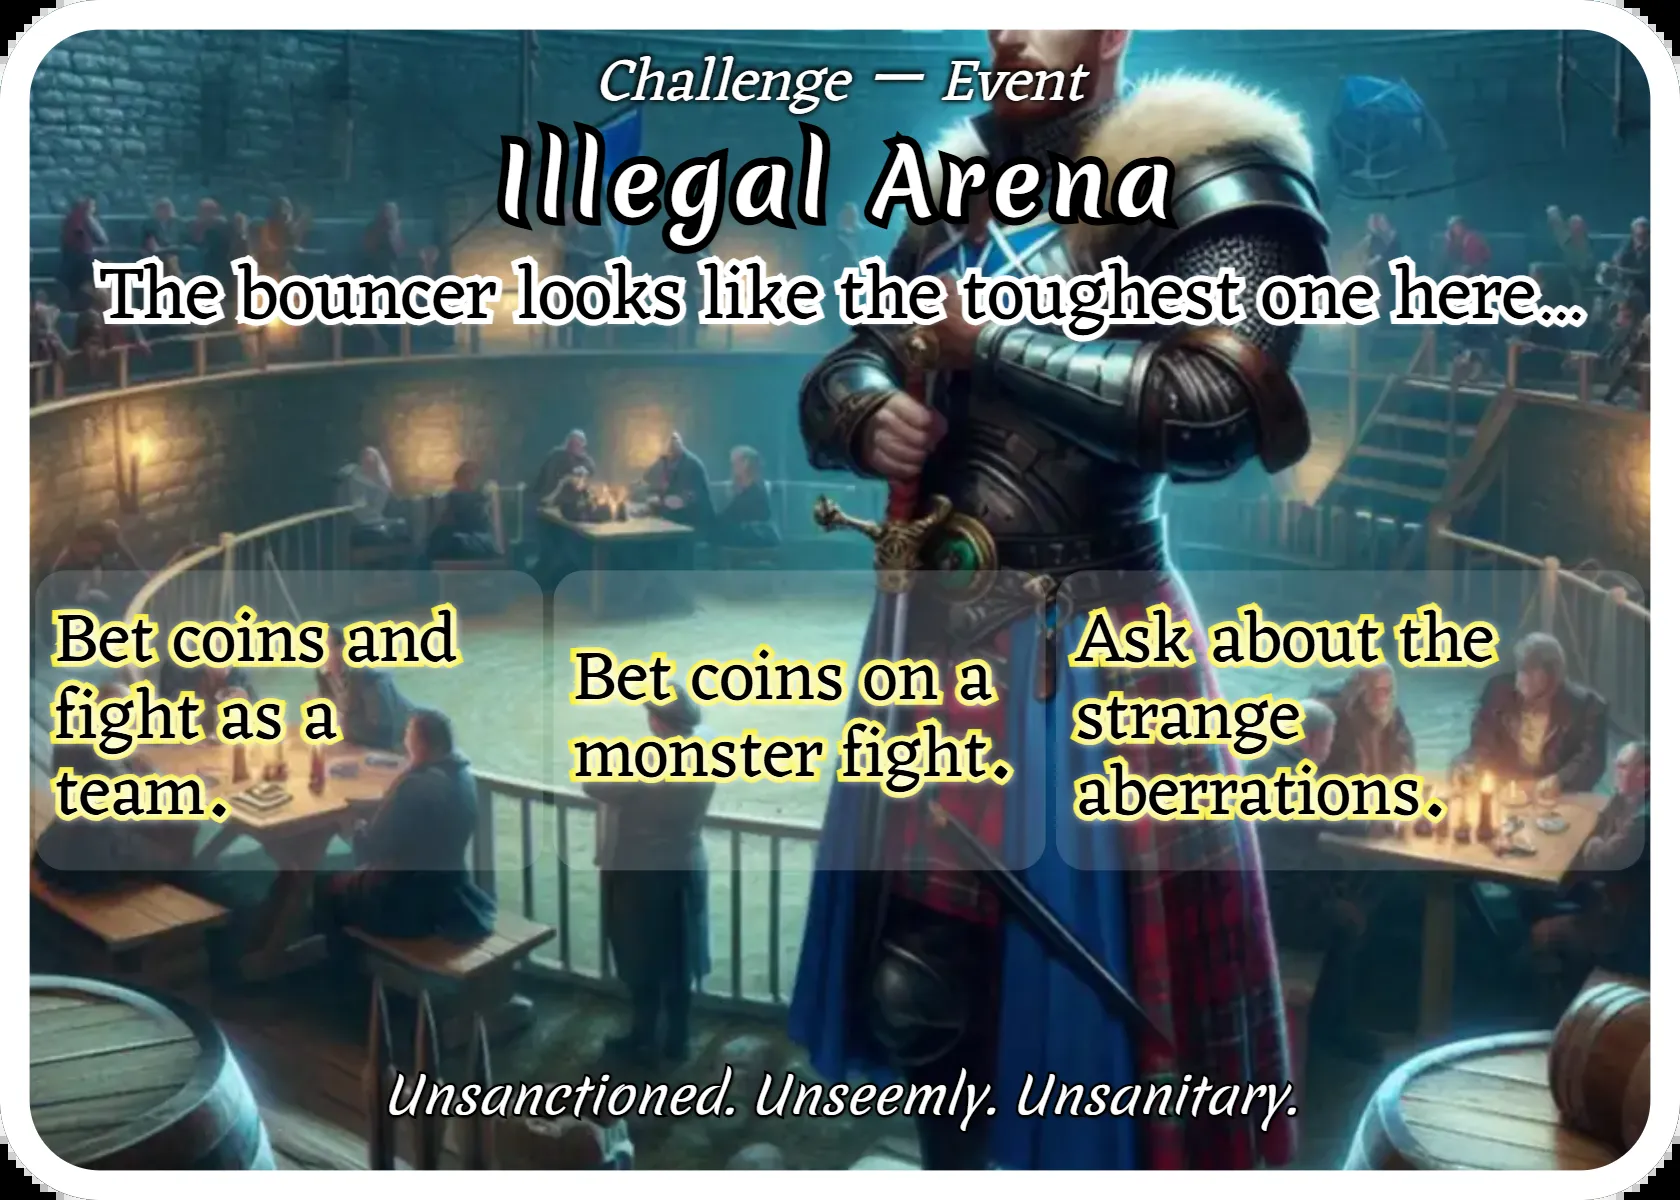 Challenge — Event
Illegal Arena
The bouncer looks like the toughest one here...
Bet coins and
fight as a
team.
Bet coins on a
monster fight.
Ask about the
strange
aberrations.
Unsanctioned. Unseemly. Unsanitary.